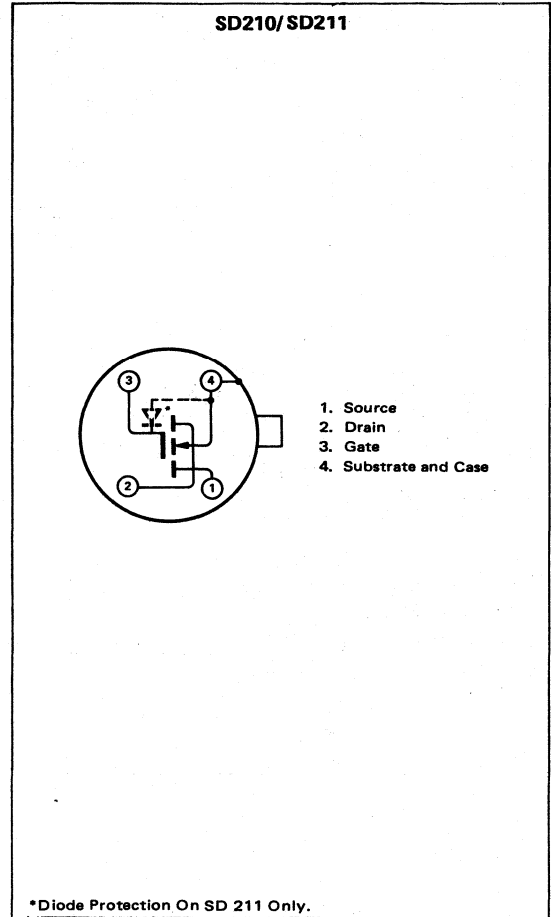 SD210/SD211
3
4
*
1. Source
2. Drain
3. Gate
4. Substrate and Case
2
1
*Diode Protection On SD 211 Only.